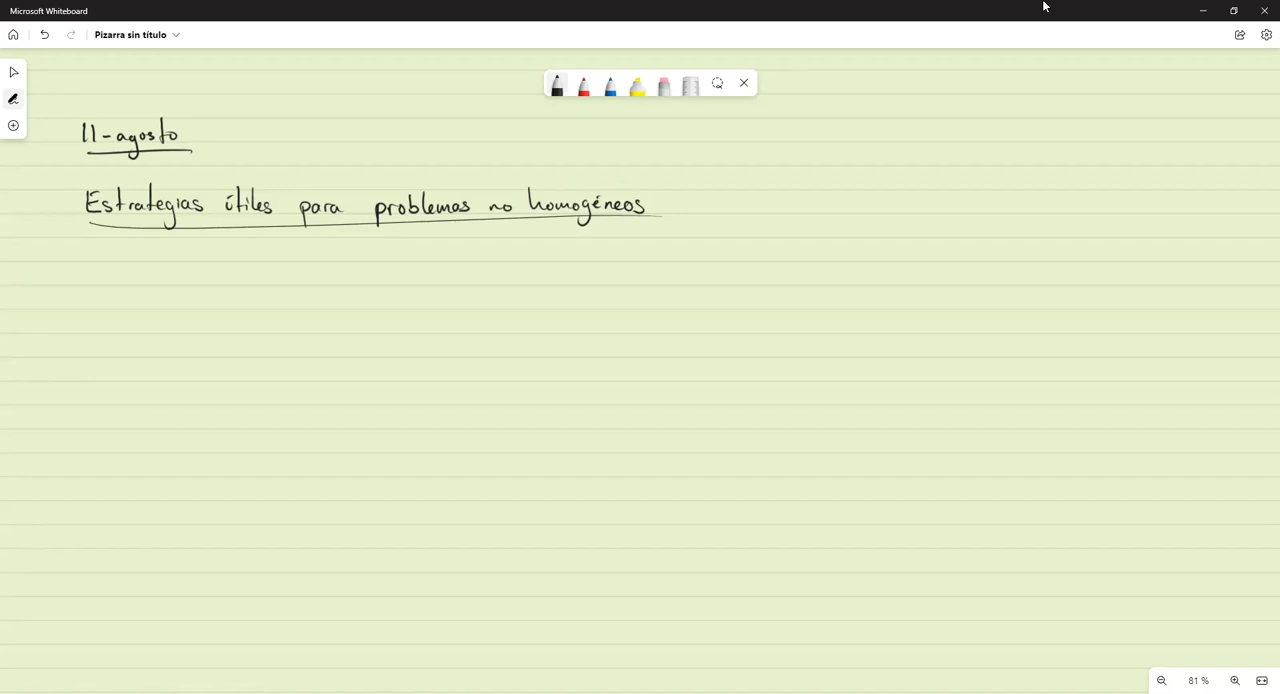 Microsoft Whiteboard
Pizarra sin título
11-agosto
Estrategias útiles para problemas no homogéneos
81 %